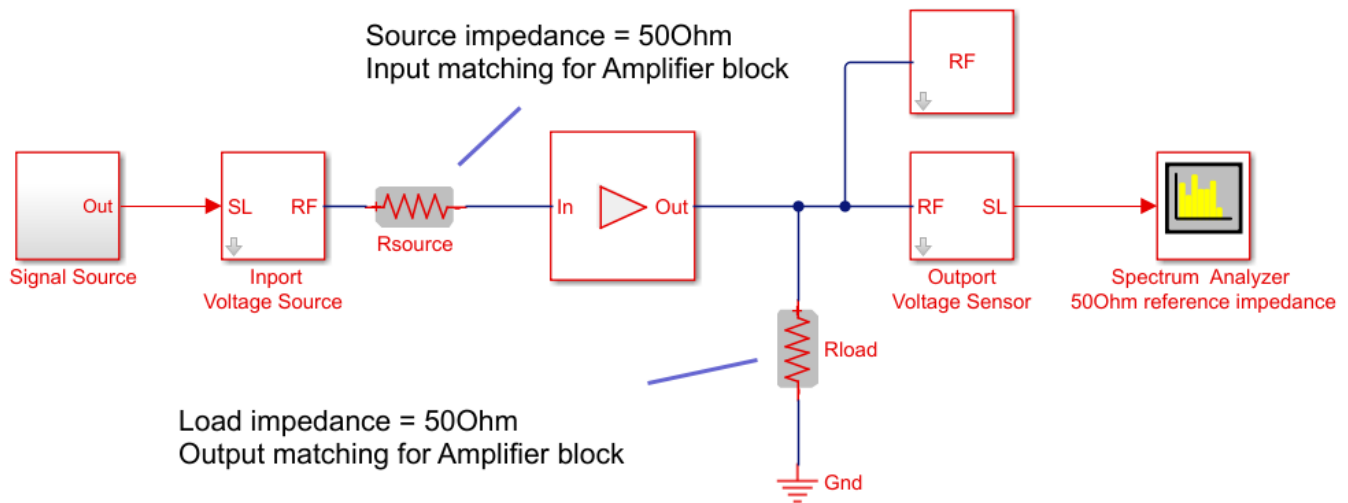 Source impedance = 50Ohm
Input matching for Amplifier block
RF
Out
SL
RF
In
Out
RF
SL
Signal Source
Inport
Voltage Source
Rsource
Outport
Voltage Sensor
Spectrum Analyzer
50Ohm reference impedance
+
+
Rload
Load impedance = 50Ohm
Output matching for Amplifier block
Gnd